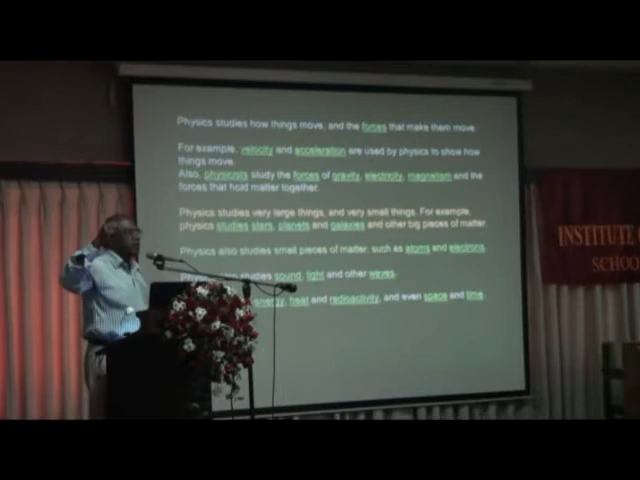 Physics studies how things move, and the forces that make them move.
For example, velocity and acceleration are used by physics to show how
things move.
Also, physicists study the forces of gravity, electricity, magnetism and the
forces that hold matter together.
Physics studies very large things, and very small things. For example,
physics studies stars, planets and galaxies and other big pieces of matter.
Physics also studies small pieces of matter, such as atoms and electrons.
studies sound, light and other waves.
energy, heat and radioactivity, and even space and time.
INSTITUTE
SCHOO